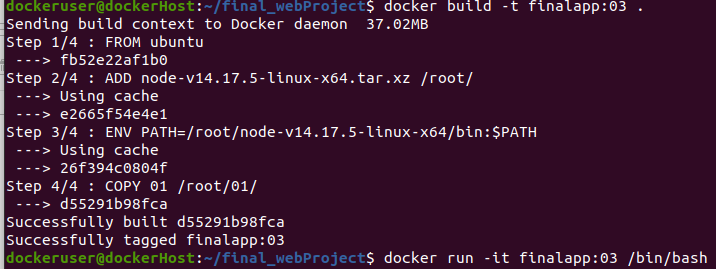 dockeruser@dockerHost:~/final_webProject$ docker build -t finalapp:03 .
Sending build context to Docker daemon  37.02MB
Step 1/4 : FROM ubuntu
 ---> fb52e22af1b0
Step 2/4 : ADD node-v14.17.5-linux-x64.tar.xz /root/
 ---> Using cache
 ---> e2665f54e4e1
Step 3/4 : ENV PATH=/root/node-v14.17.5-linux-x64/bin:$PATH
 ---> Using cache
 ---> 26f394c0804f
Step 4/4 : COPY 01 /root/01/
 ---> d55291b98fca
Successfully built d55291b98fca
Successfully tagged finalapp:03
dockeruser@dockerHost:~/final_webProject$ docker run -it finalapp:03 /bin/bash